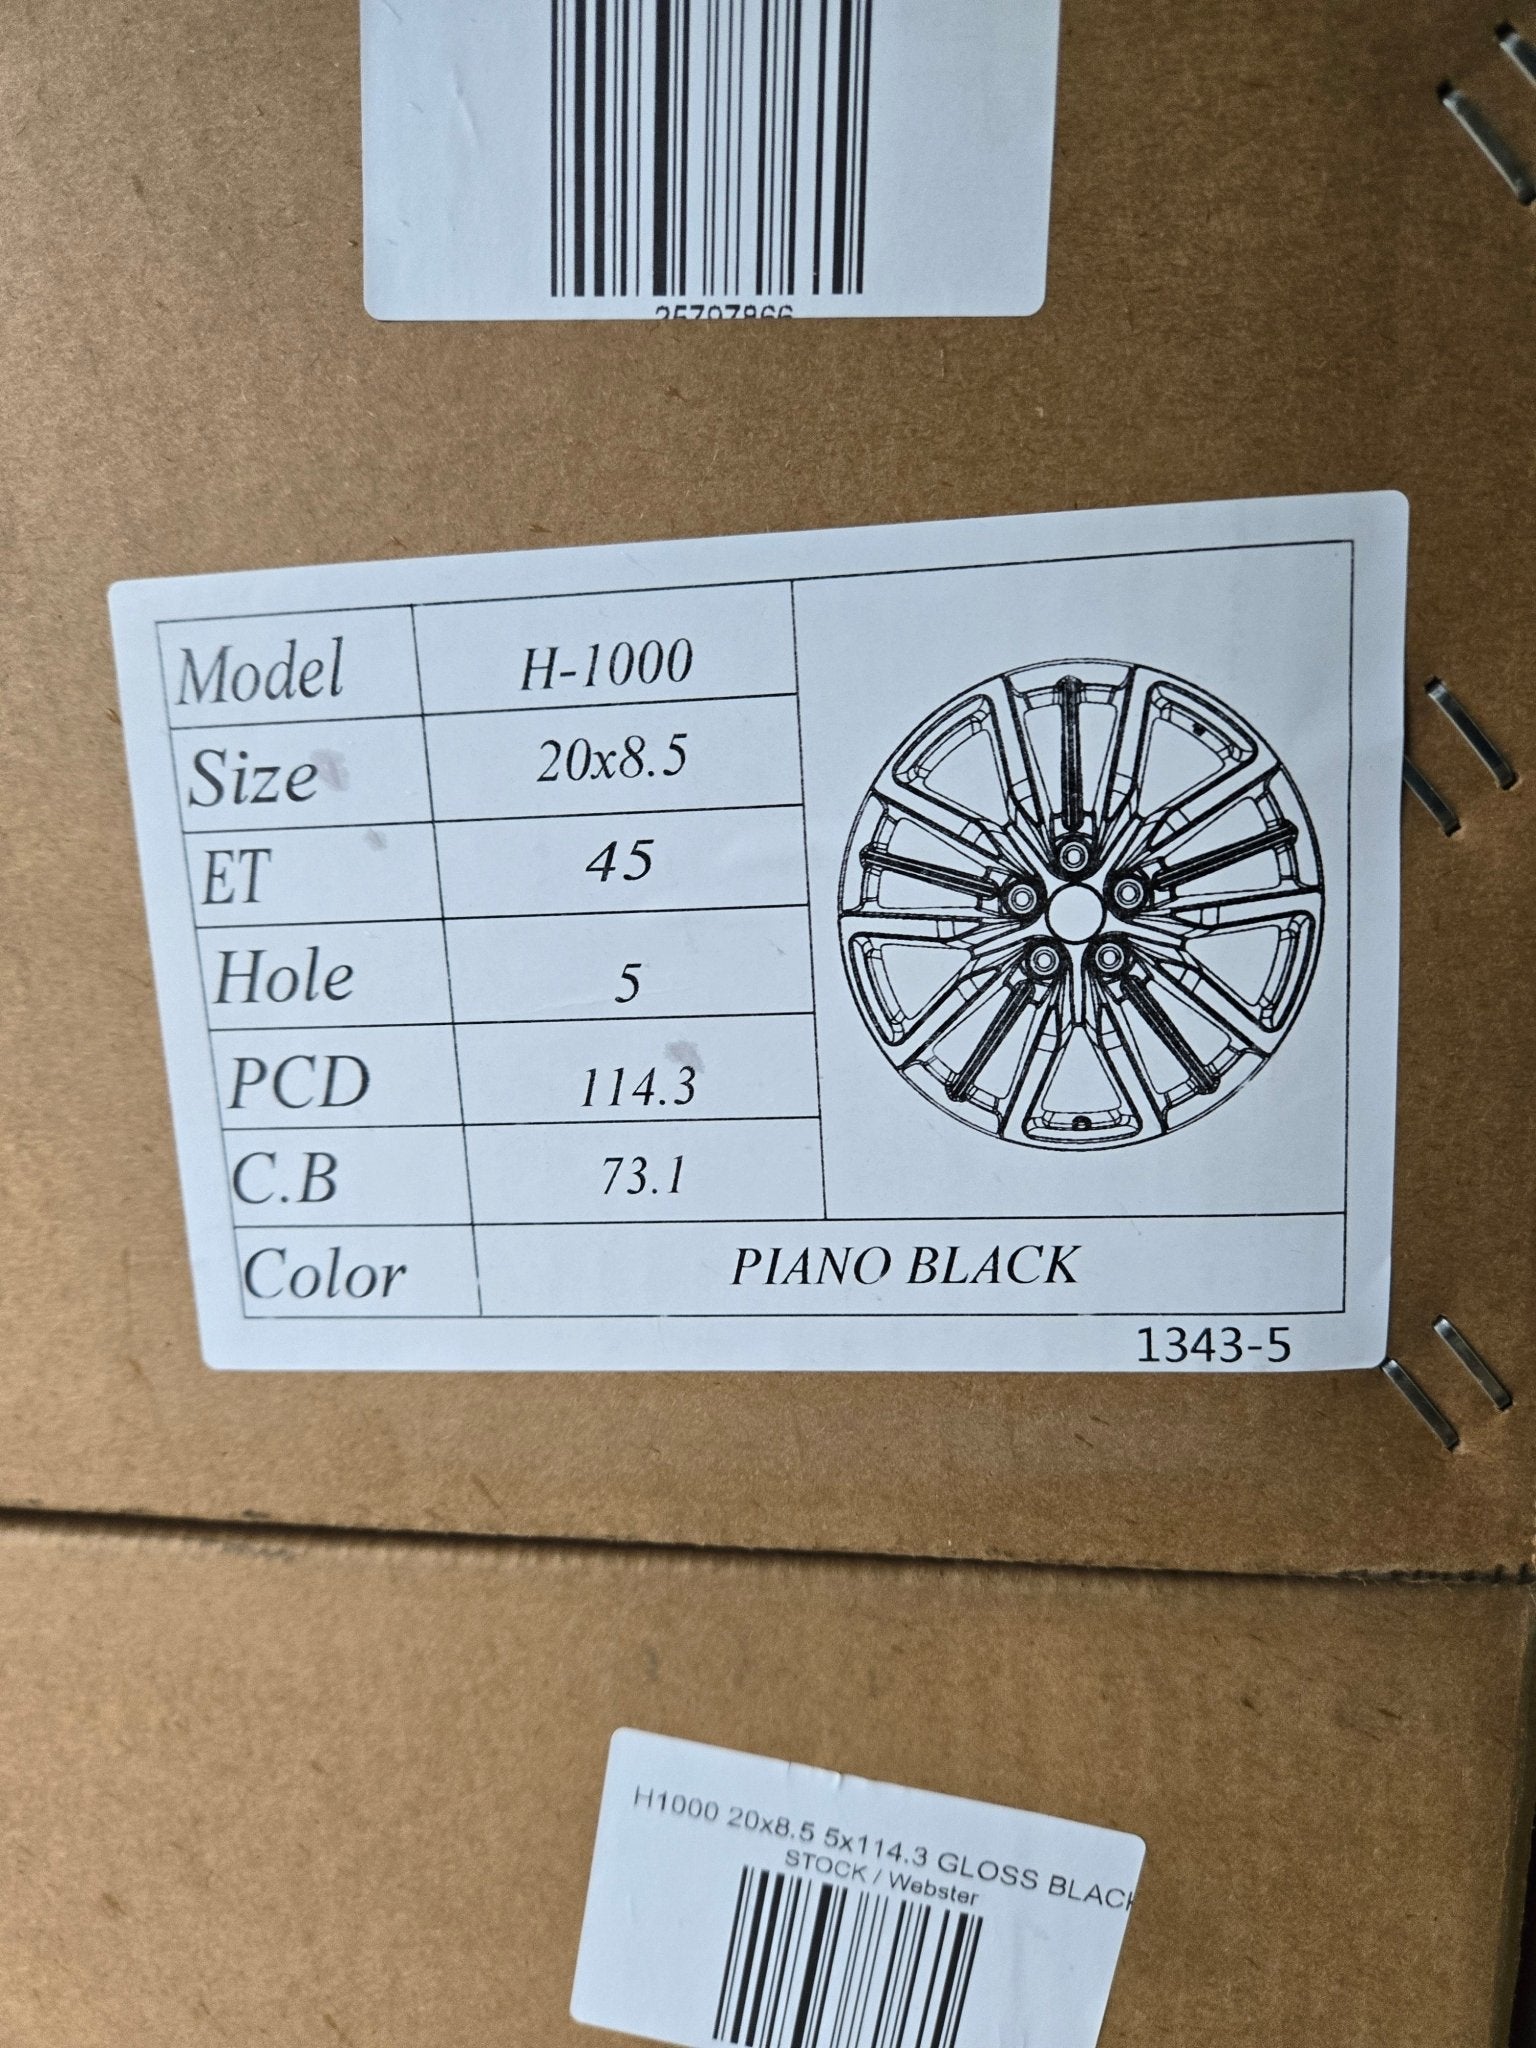 25797866
Model H-1000
Size 20x8.5
ET 45
Hole 5
PCD 114.3
C.B 73.1
Color PIANO BLACK
1343-5
H1000 20x8.5 5x114.3 GLOSS BLACK
STOCK / Webster